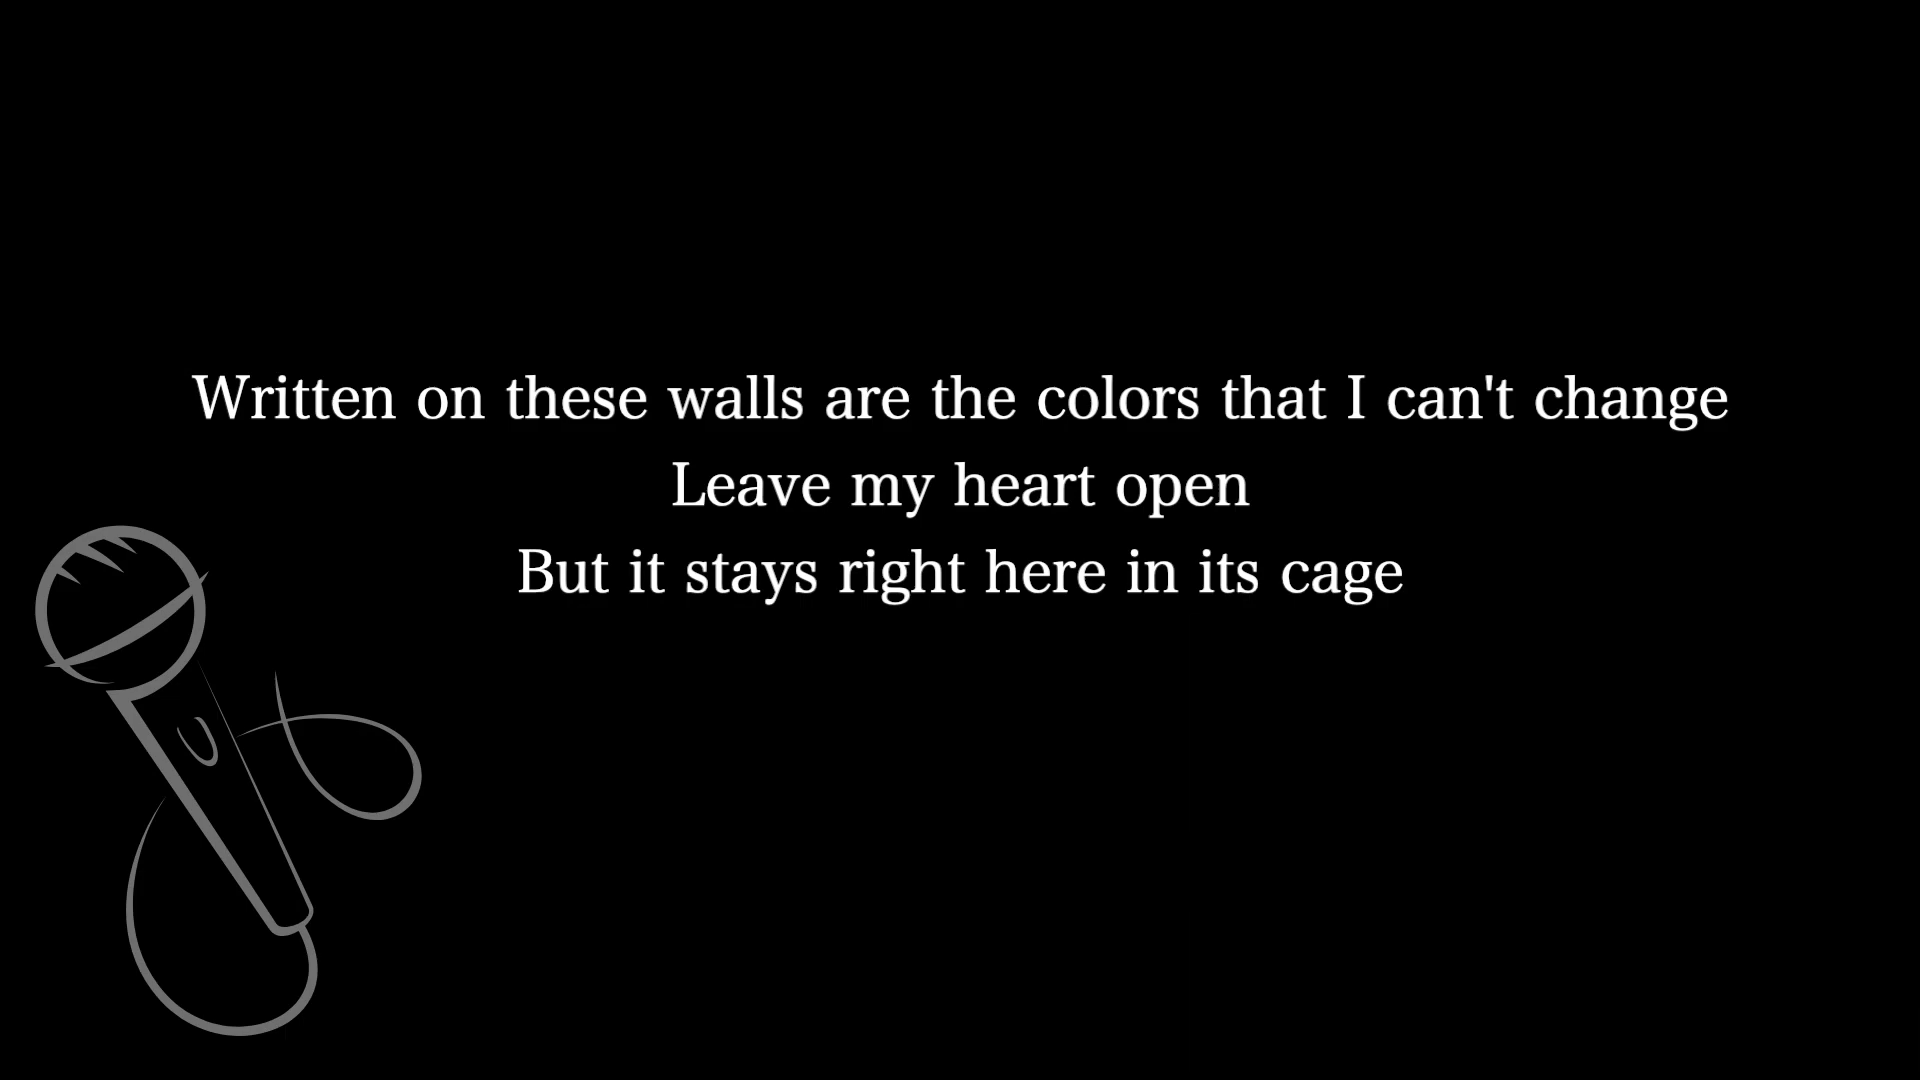 Written on these walls are the colors that I can't change
Leave my heart open
But it stays right here in its cage